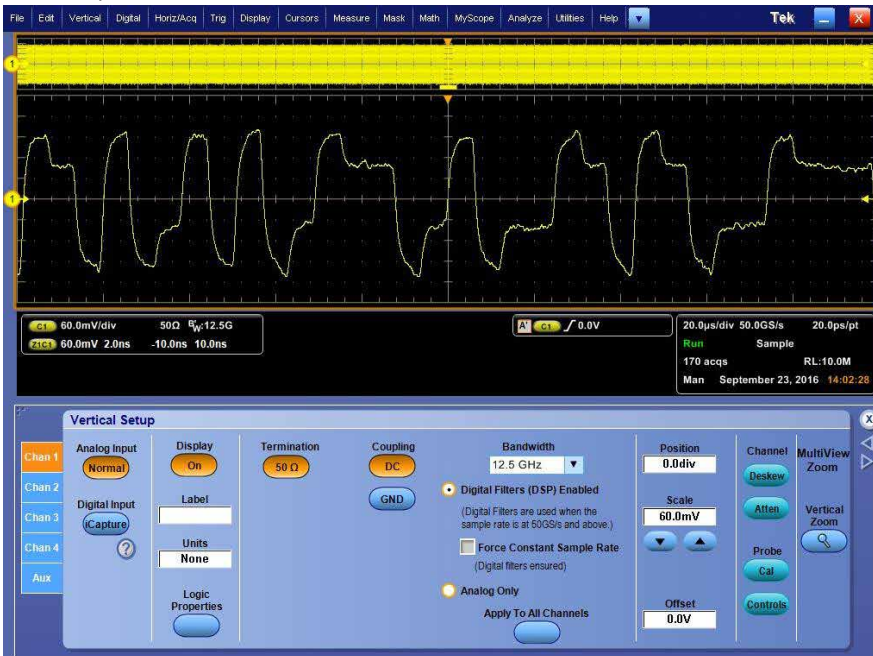 File Edit Vertical Digital Horiz/Acq Trig Display Cursors Measure Mask Math MyScope Analyze Utilities Help Tek X
1
1
C1 60.0mV/div 50Ω BW:12.5G
Z1C1 60.0mV 2.0ns -10.0ns 10.0ns
A' C1 0.0V
20.0µs/div 50.0GS/s 20.0ps/pt
Run Sample
170 acqs RL:10.0M
Man September 23, 2016 14:02:28
Vertical Setup X
Chan 1
Chan 2
Chan 3
Chan 4
Aux
Analog Input
Normal
Digital Input
iCapture
?
Display
On
Label
Units
None
Logic
Properties
Termination
50 Ω
Coupling
DC
GND
Bandwidth
12.5 GHz
Digital Filters (DSP) Enabled
(Digital Filters are used when the
sample rate is at 50GS/s and above.)
Force Constant Sample Rate
(Digital filters ensured)
Analog Only
Apply To All Channels
Position
0.0div
Scale
60.0mV
Offset
0.0V
Channel
Deskew
Atten
Probe
Cal
Controls
MultiView
Zoom
Vertical
Zoom